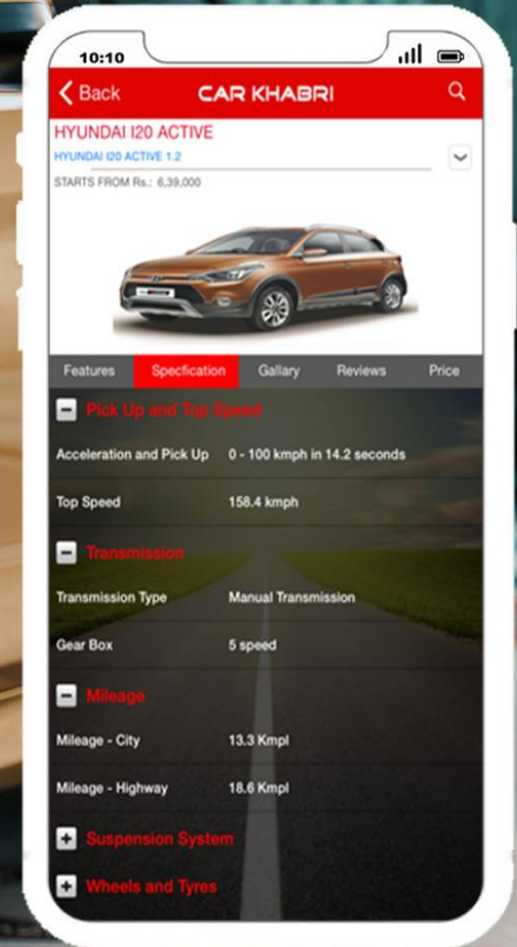 10:10
Back
CAR KHABRI
HYUNDAI I20 ACTIVE
HYUNDAI I20 ACTIVE 1.2
STARTS FROM Rs.: 6,39,000
Features Specfication Gallary Reviews Price
Pick Up and Top Speed
Acceleration and Pick Up 0 - 100 kmph in 14.2 seconds
Top Speed 158.4 kmph
Transmission
Transmission Type Manual Transmission
Gear Box 5 speed
Mileage
Mileage - City 13.3 Kmpl
Mileage - Highway 18.6 Kmpl
Suspension System
Wheels and Tyres